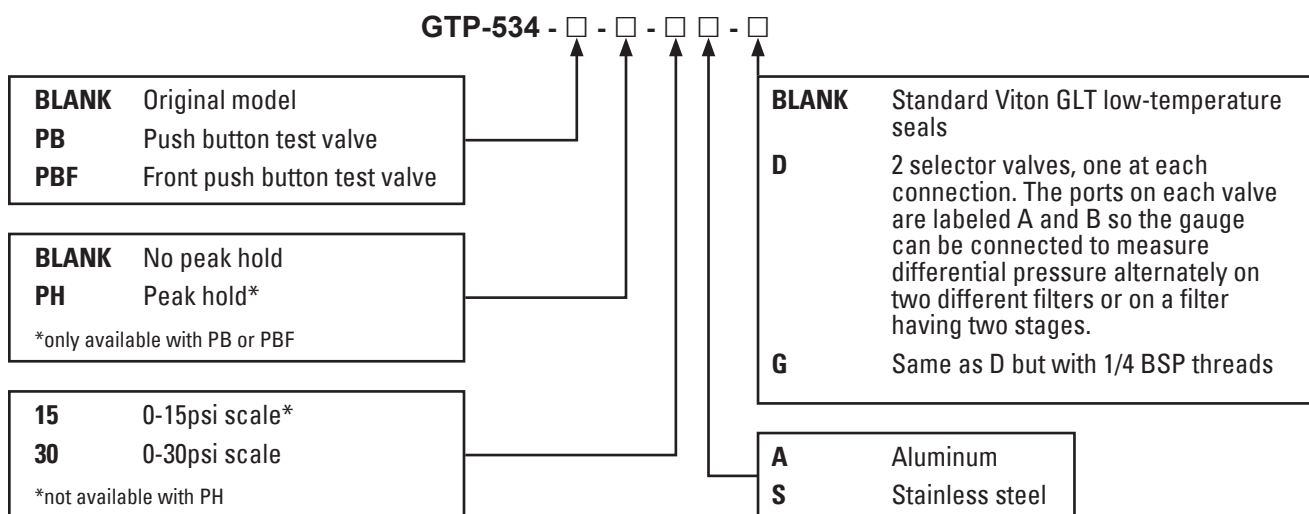 GTP-534 - □ - □ - □ □ - □
BLANK Original model
PB Push button test valve
PBF Front push button test valve
BLANK No peak hold
PH Peak hold*
*only available with PB or PBF
15 0-15psi scale*
30 0-30psi scale
*not available with PH
BLANK Standard Viton GLT low-temperature
seals
D 2 selector valves, one at each
connection. The ports on each valve
are labeled A and B so the gauge
can be connected to measure
differential pressure alternately on
two different filters or on a filter
having two stages.
G Same as D but with 1/4 BSP threads
A Aluminum
S Stainless steel